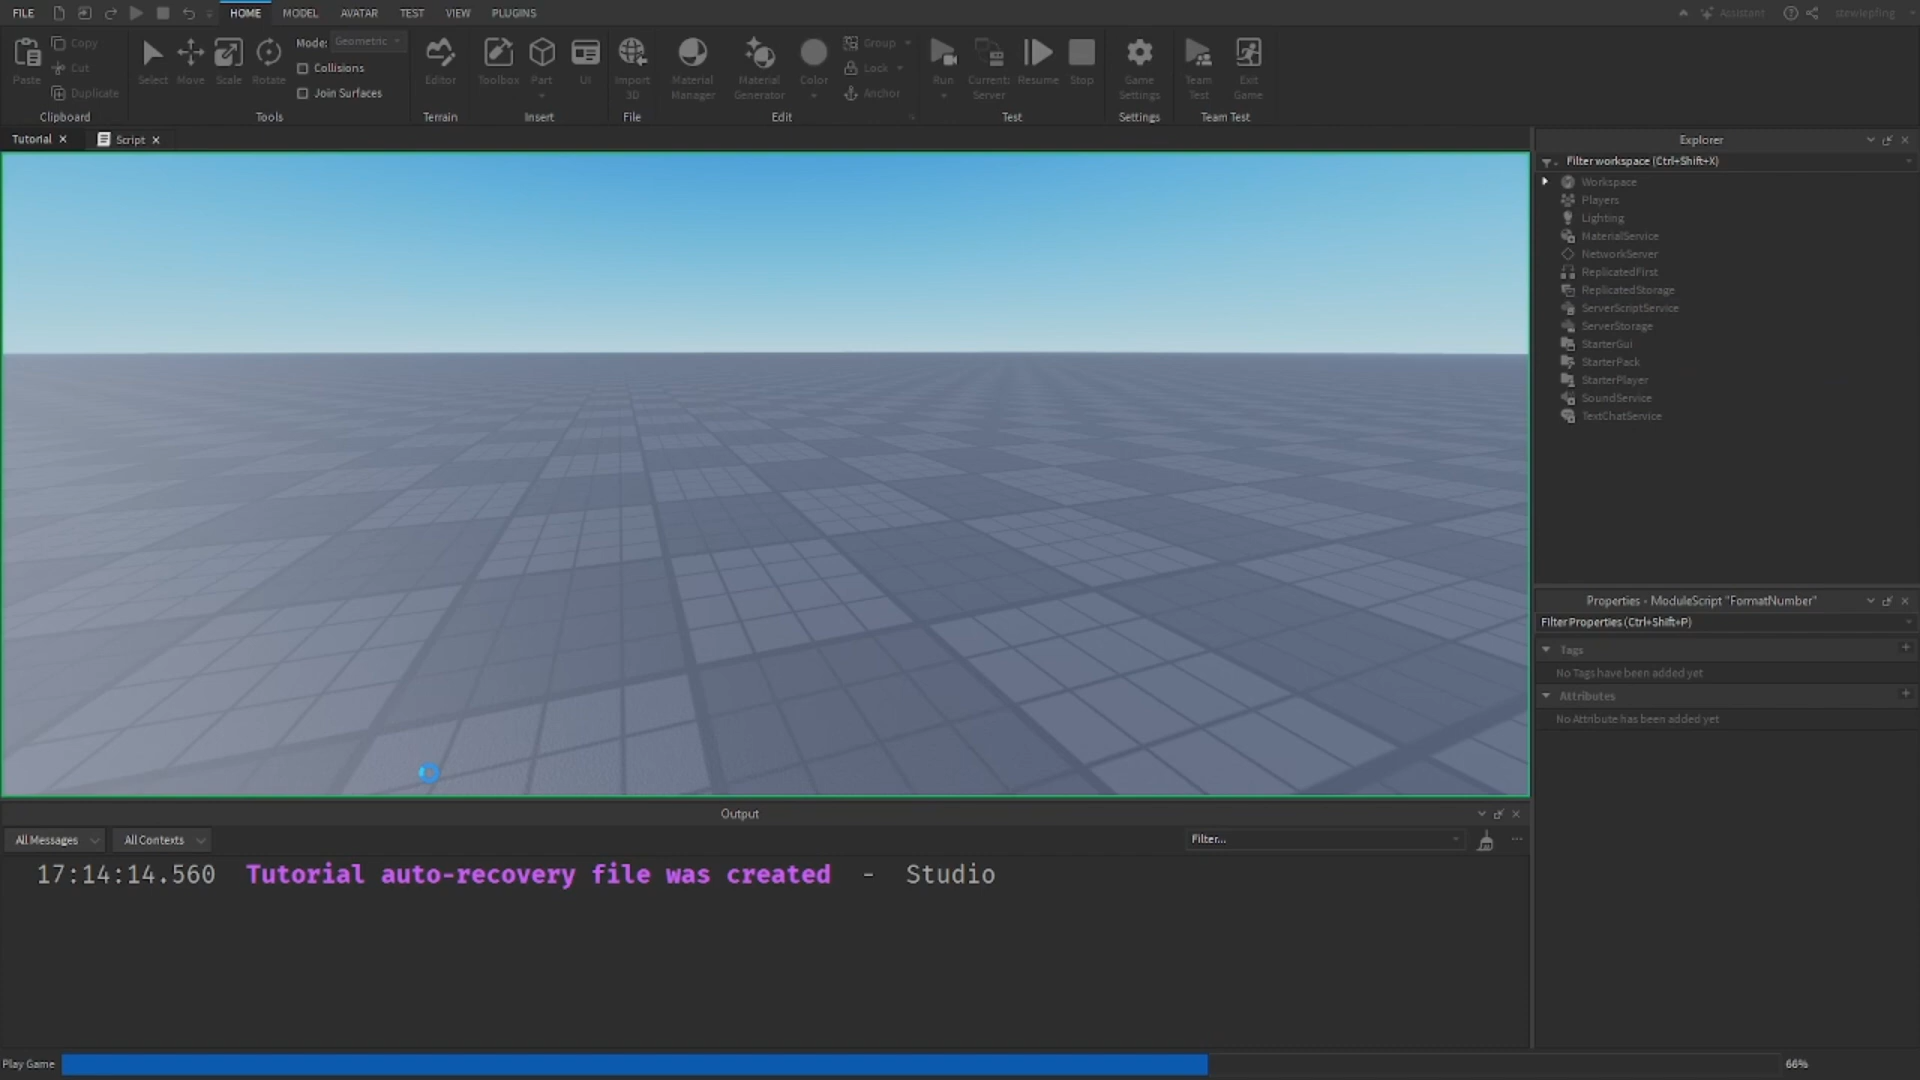 FILE HOME MODEL AVATAR TEST VIEW PLUGINS Assistant stewlepfing
Paste Copy Cut Duplicate Clipboard
Select Move Scale Rotate Mode: Geometric Collisions Join Surfaces Tools
Editor Terrain
Toolbox Part UI Insert
Import 3D File
Material Manager Material Generator Color Group Lock Anchor Edit
Run Current: Server Resume Stop Test
Game Settings Settings
Team Test Exit Game Team Test
Tutorial Script
Explorer
Filter workspace (Ctrl+Shift+X)
Workspace
Players
Lighting
MaterialService
NetworkServer
ReplicatedFirst
ReplicatedStorage
ServerScriptService
ServerStorage
StarterGui
StarterPack
StarterPlayer
SoundService
TextChatService
Properties - ModuleScript "FormatNumber"
Filter Properties (Ctrl+Shift+P)
Tags
No Tags have been added yet
Attributes
No Attribute has been added yet
Output
All Messages All Contexts Filter...
17:14:14.560 Tutorial auto-recovery file was created - Studio
Play Game 66%